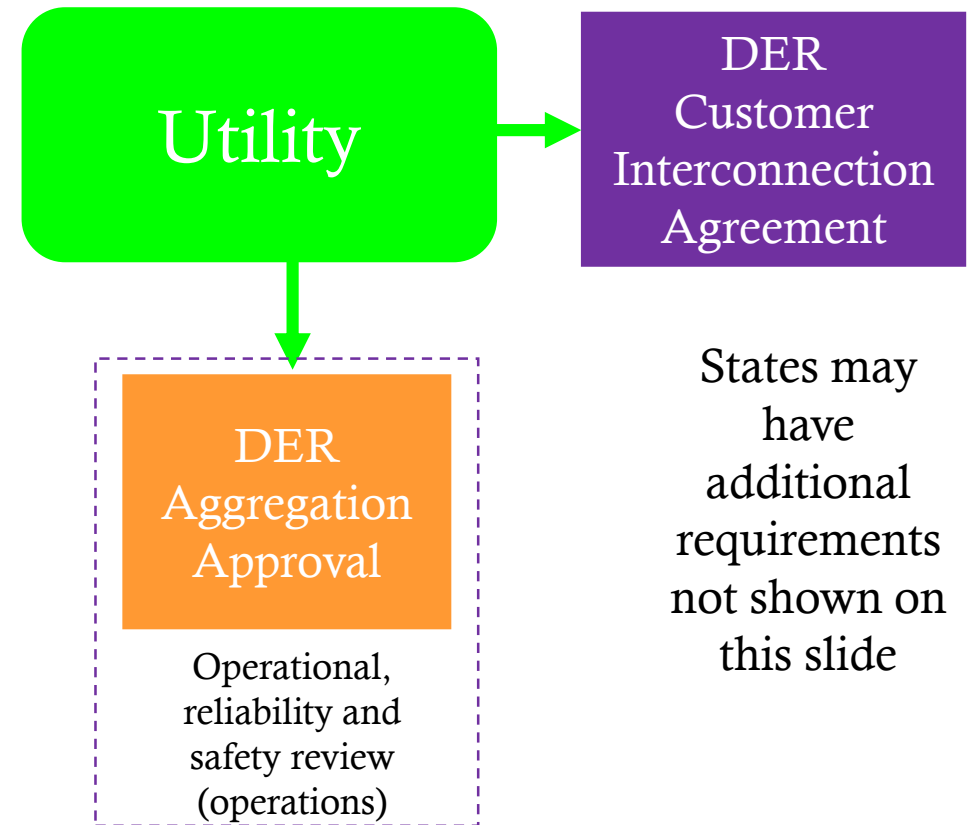 Utility
DER
Customer
Interconnection
Agreement
DER
Aggregation
Approval
Operational,
reliability and
safety review
(operations)
States may
have
additional
requirements
not shown on
this slide